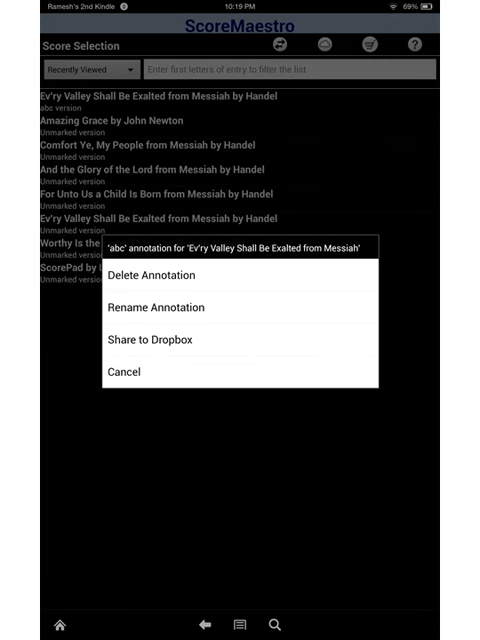 Ramesh's 2nd Kindle 2 10:19 PM 69%
ScoreMaestro
Score Selection
Recently Viewed Enter first letters of entry to filter the list
Ev'ry Valley Shall Be Exalted from Messiah by Handel
abc version
Amazing Grace by John Newton
Unmarked version
Comfort Ye, My People from Messiah by Handel
Unmarked version
And the Glory of the Lord from Messiah by Handel
Unmarked version
For Unto Us a Child Is Born from Messiah by Handel
Unmarked version
Ev'ry Valley Shall Be Exalted from Messiah by Handel
Unmarked version
Worthy Is the
Unmarked versio
ScorePad by
Unmarked versio
'abc' annotation for 'Ev'ry Valley Shall Be Exalted from Messiah'
Delete Annotation
Rename Annotation
Share to Dropbox
Cancel